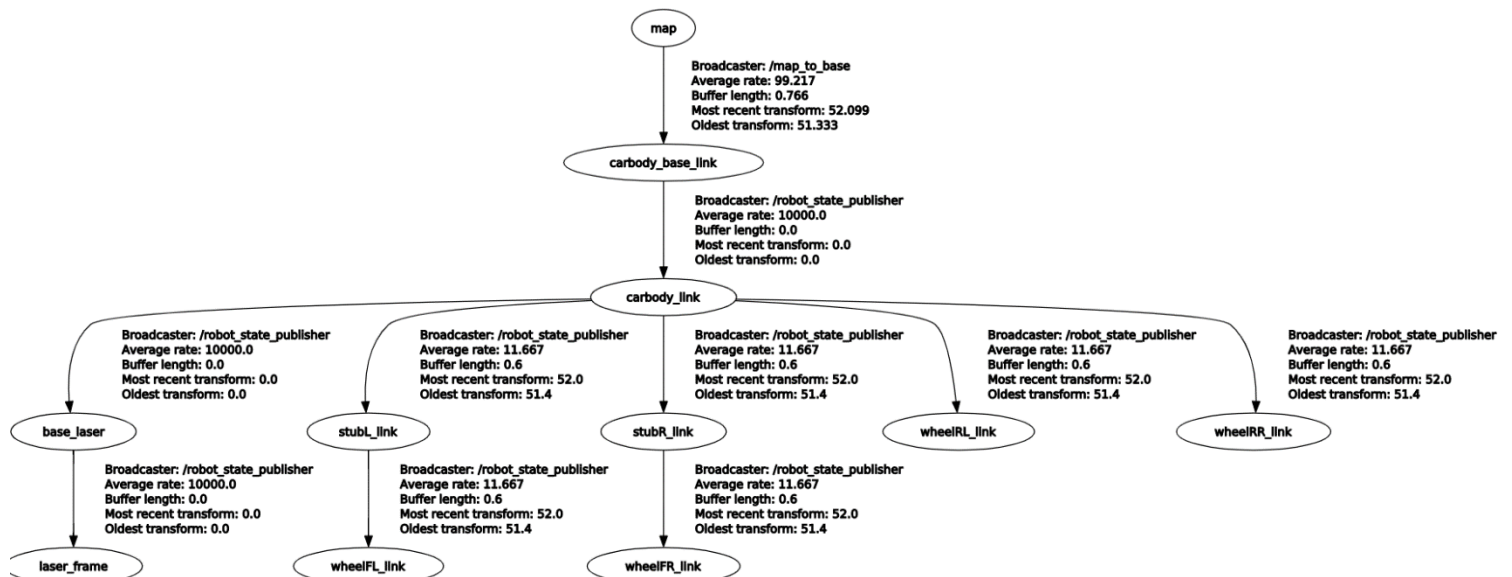 map
Broadcaster: /map_to_base
Average rate: 99.217
Buffer length: 0.766
Most recent transform: 52.099
Oldest transform: 51.333
carbody_base_link
Broadcaster: /robot_state_publisher
Average rate: 10000.0
Buffer length: 0.0
Most recent transform: 0.0
Oldest transform: 0.0
carbody_link
Broadcaster: /robot_state_publisher
Average rate: 10000.0
Buffer length: 0.0
Most recent transform: 0.0
Oldest transform: 0.0
Broadcaster: /robot_state_publisher
Average rate: 11.667
Buffer length: 0.6
Most recent transform: 52.0
Oldest transform: 51.4
Broadcaster: /robot_state_publisher
Average rate: 11.667
Buffer length: 0.6
Most recent transform: 52.0
Oldest transform: 51.4
Broadcaster: /robot_state_publisher
Average rate: 11.667
Buffer length: 0.6
Most recent transform: 52.0
Oldest transform: 51.4
Broadcaster: /robot_state_publisher
Average rate: 11.667
Buffer length: 0.6
Most recent transform: 52.0
Oldest transform: 51.4
base_laser
stubL_link
stubR_link
wheelRL_link
wheelRR_link
Broadcaster: /robot_state_publisher
Average rate: 10000.0
Buffer length: 0.0
Most recent transform: 0.0
Oldest transform: 0.0
Broadcaster: /robot_state_publisher
Average rate: 11.667
Buffer length: 0.6
Most recent transform: 52.0
Oldest transform: 51.4
Broadcaster: /robot_state_publisher
Average rate: 11.667
Buffer length: 0.6
Most recent transform: 52.0
Oldest transform: 51.4
laser_frame
wheelFL_link
wheelFR_link